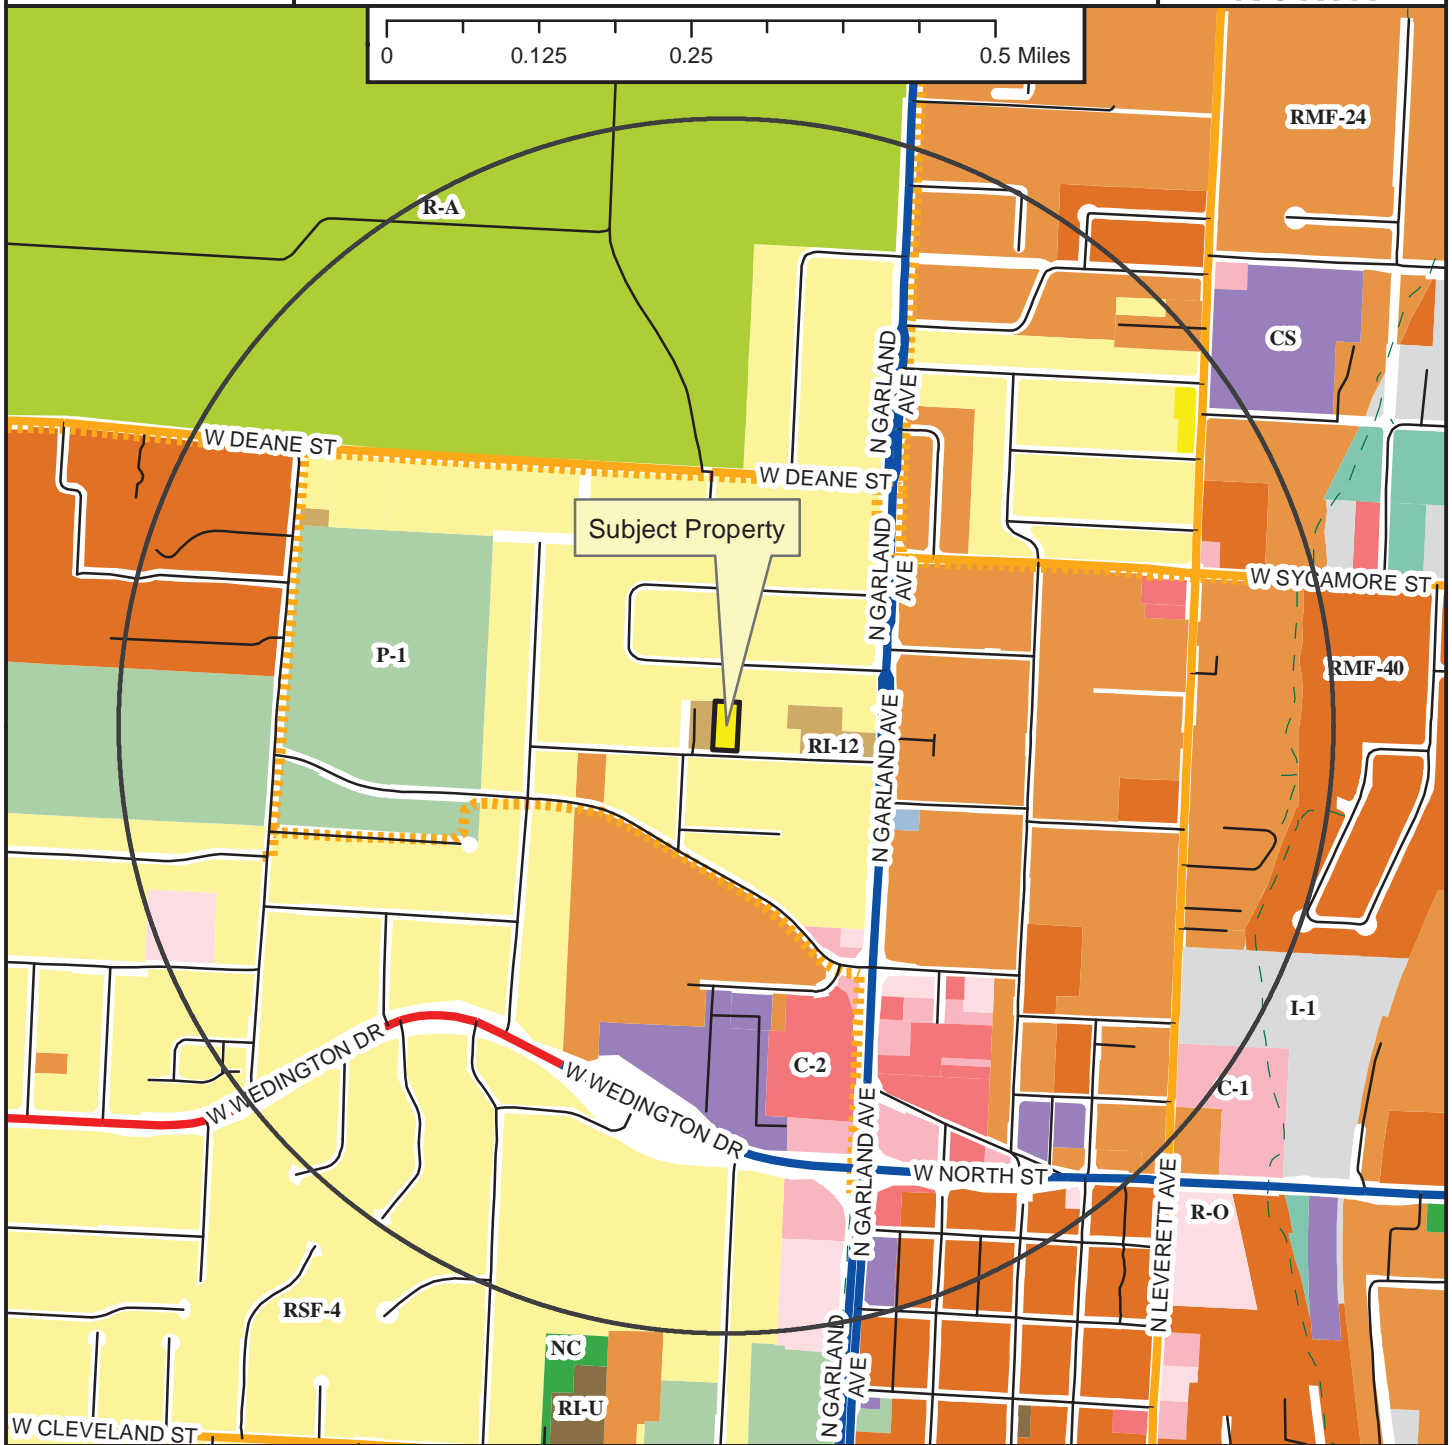 0
0.125
0.25
0.5 Miles
RMF-24
R-A
CS
N GARLAND
AVE
W DEANE ST
W DEANE ST
Subject Property
N GARLAND
AVE
W SYCAMORE ST
P-1
RMF-40
RI-12
N GARLAND AVE
I-1
C-2
C-1
W WEDINGTON DR
W WEDINGTON DR
N GARLAND AVE
W NORTH ST
N LEVERETT AVE
R-O
RSF-4
NC
N GARLAND
AVE
RI-U
W CLEVELAND ST